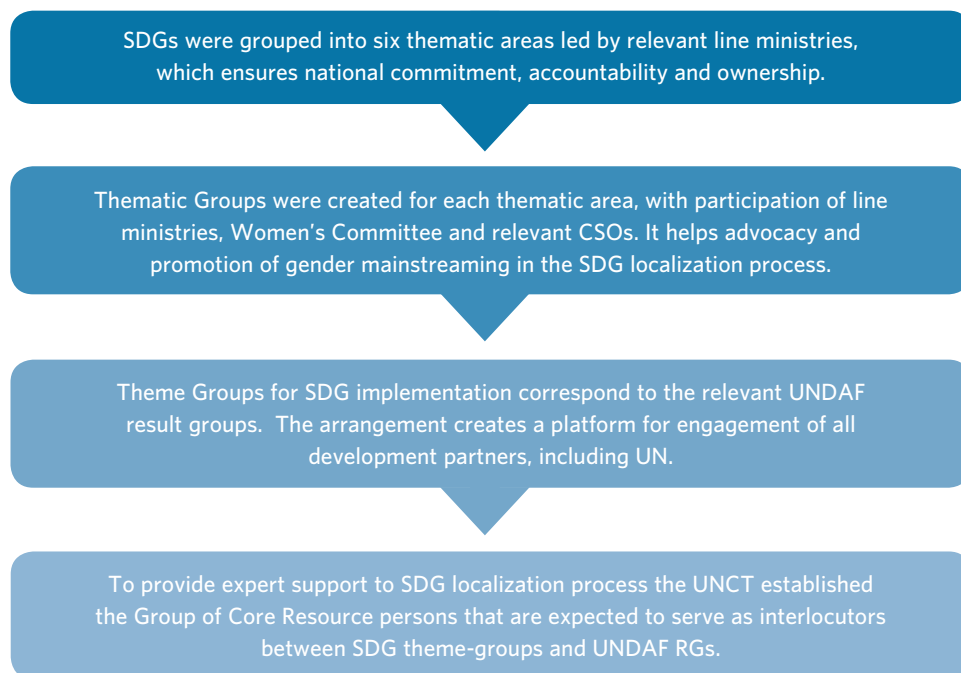 SDGs were grouped into six thematic areas led by relevant line ministries,
which ensures national commitment, accountability and ownership.
Thematic Groups were created for each thematic area, with participation of line
ministries, Women's Committee and relevant CSOs. It helps advocacy and
promotion of gender mainstreaming in the SDG localization process.
Theme Groups for SDG implementation correspond to the relevant UNDAF
result groups.  The arrangement creates a platform for engagement of all
development partners, including UN.
To provide expert support to SDG localization process the UNCT established
the Group of Core Resource persons that are expected to serve as interlocutors
between SDG theme-groups and UNDAF RGs.